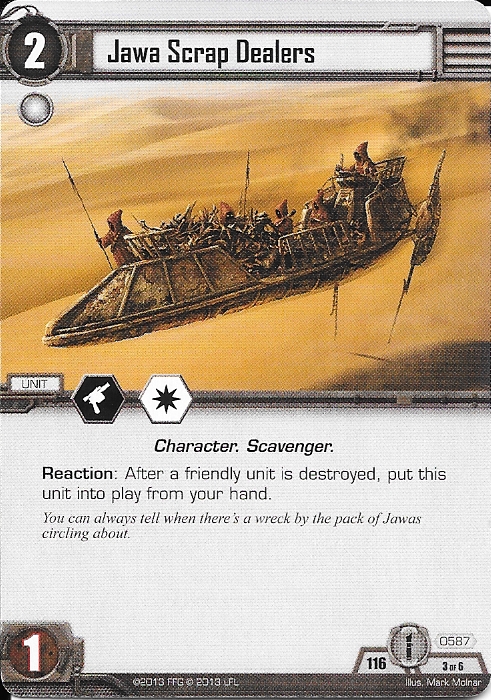 2
Jawa Scrap Dealers
UNIT
Character. Scavenger.
Reaction: After a friendly unit is destroyed, put this
unit into play from your hand.
You can always tell when there's a wreck by the pack of Jawas
circling about.
1
116
0587
3 OF 6
©2013 FFG © 2013 LFL
Illus. Mark Molnar